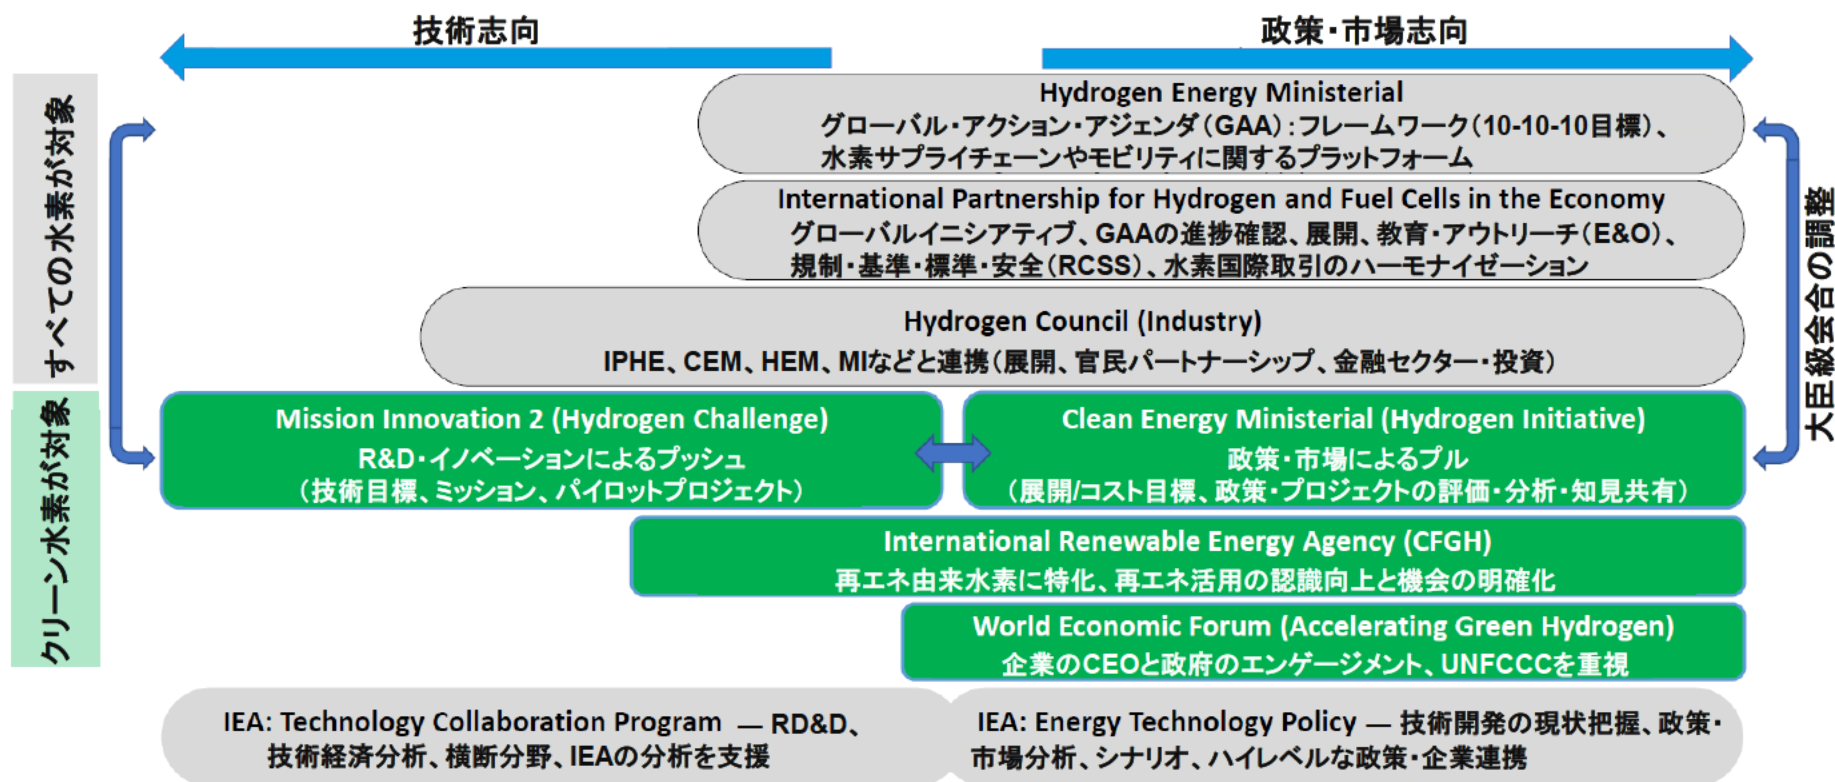 技術志向
政策・市場志向
すべての水素が対象
Hydrogen Energy Ministerial
グローバル・アクション・アジェンダ（GAA）：フレームワーク（10-10-10目標）、
水素サプライチェーンやモビリティに関するプラットフォーム
International Partnership for Hydrogen and Fuel Cells in the Economy
グローバルイニシアティブ、GAAの進捗確認、展開、教育・アウトリーチ（E&O）、
規制・基準・標準・安全（RCSS）、水素国際取引のハーモナイゼーション
Hydrogen Council (Industry)
IPHE、CEM、HEM、MIなどと連携（展開、官民パートナーシップ、金融セクター・投資）
大臣級会合の調整
クリーン水素が対象
Mission Innovation 2 (Hydrogen Challenge)
R&D・イノベーションによるプッシュ
（技術目標、ミッション、パイロットプロジェクト）
Clean Energy Ministerial (Hydrogen Initiative)
政策・市場によるプル
（展開/コスト目標、政策・プロジェクトの評価・分析・知見共有）
International Renewable Energy Agency (CFGH)
再エネ由来水素に特化、再エネ活用の認識向上と機会の明確化
World Economic Forum (Accelerating Green Hydrogen)
企業のCEOと政府のエンゲージメント、UNFCCCを重視
IEA: Technology Collaboration Program — RD&D、
技術経済分析、横断分野、IEAの分析を支援
IEA: Energy Technology Policy — 技術開発の現状把握、政策・
市場分析、シナリオ、ハイレベルな政策・企業連携